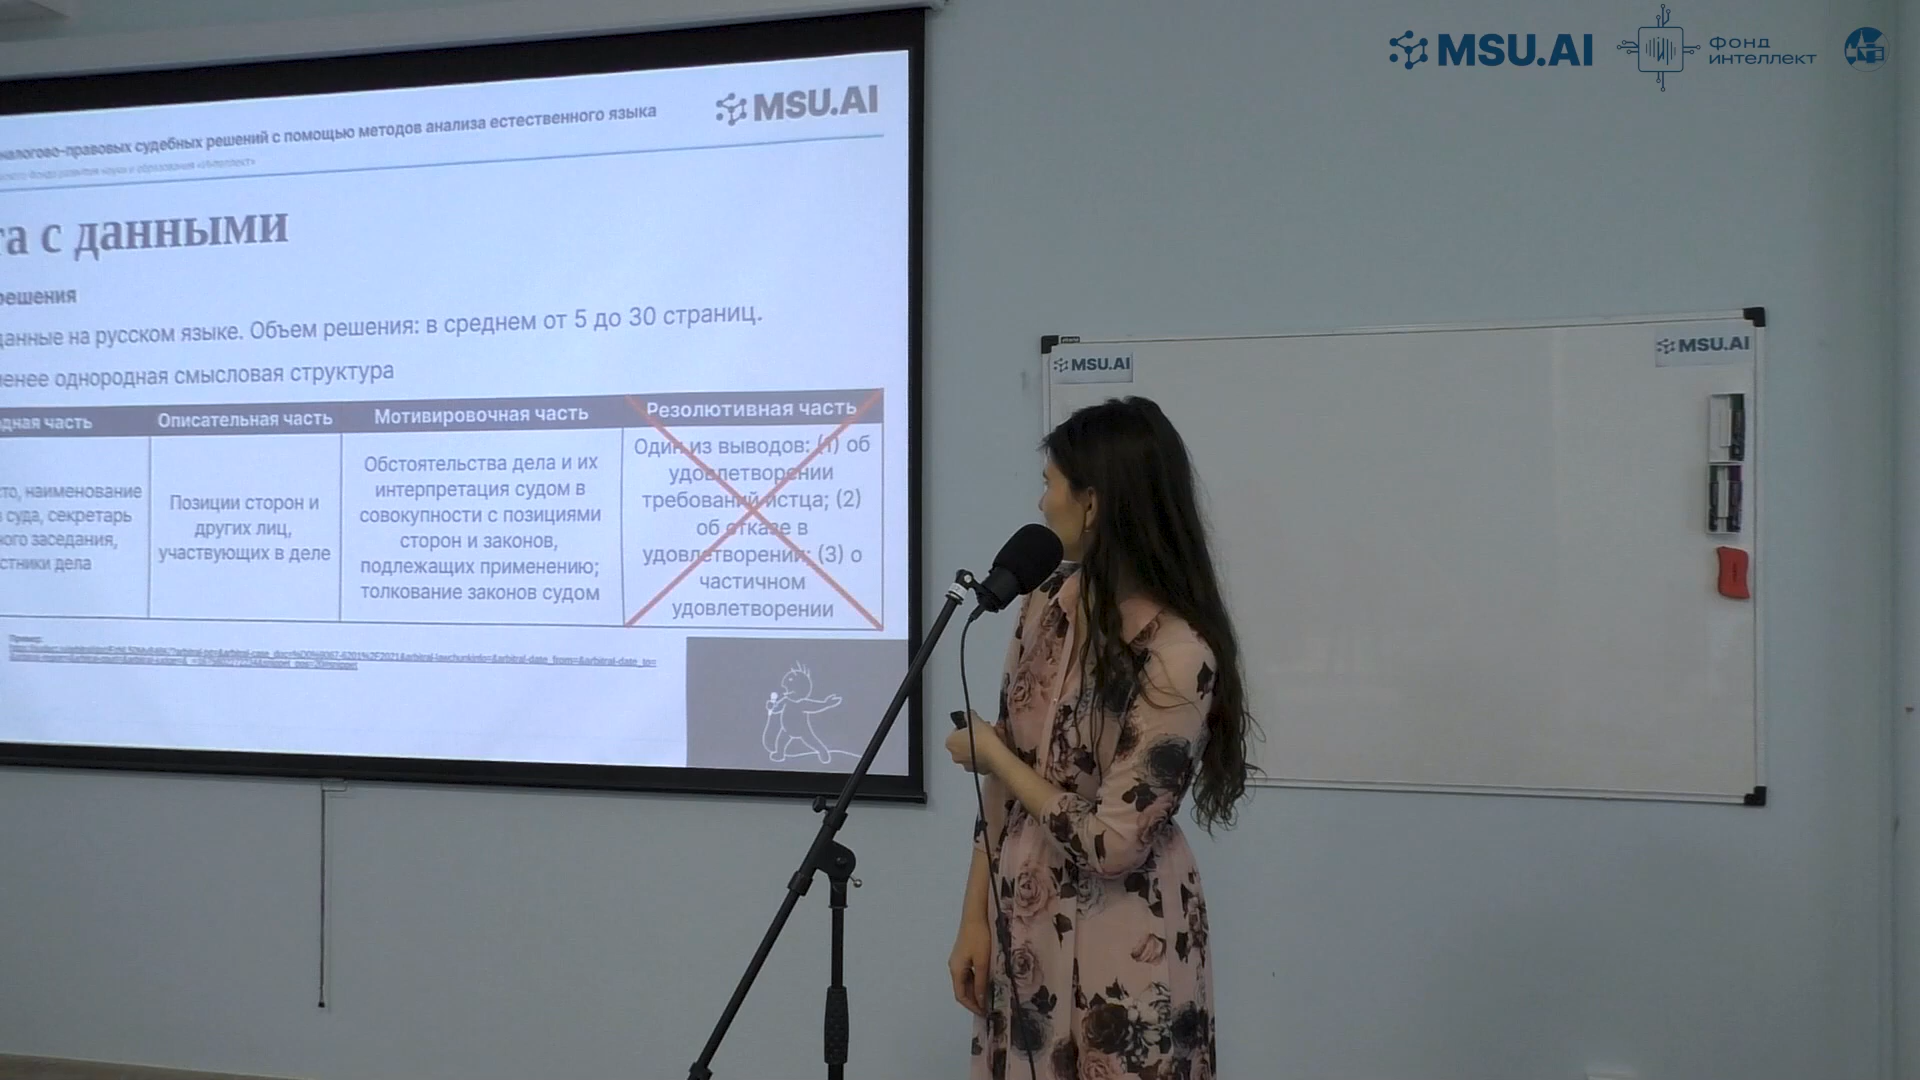 MSU.AI
Фонд
интеллект
MSU.AI
налогово-правовых судебных решений с помощью методов анализа естественного языка
та с данными
решения
данные на русском языке. Объем решения: в среднем от 5 до 30 страниц.
менее однородная смысловая структура
дная часть
Описательная часть
Мотивировочная часть
Резолютивная часть
то, наименование
суда, секретарь
ного заседания,
стники дела
Позиции сторон и
других лиц,
участвующих в деле
Обстоятельства дела и их
интерпретация судом в
совокупности с позициями
сторон и законов,
подлежащих применению;
толкование законов судом
Один из выводов: (1) об
удовлетворении
требований истца; (2)
об отказе в
удовлетворении; (3) о
частичном
удовлетворении
Пример:
MSU.AI
MSU.AI